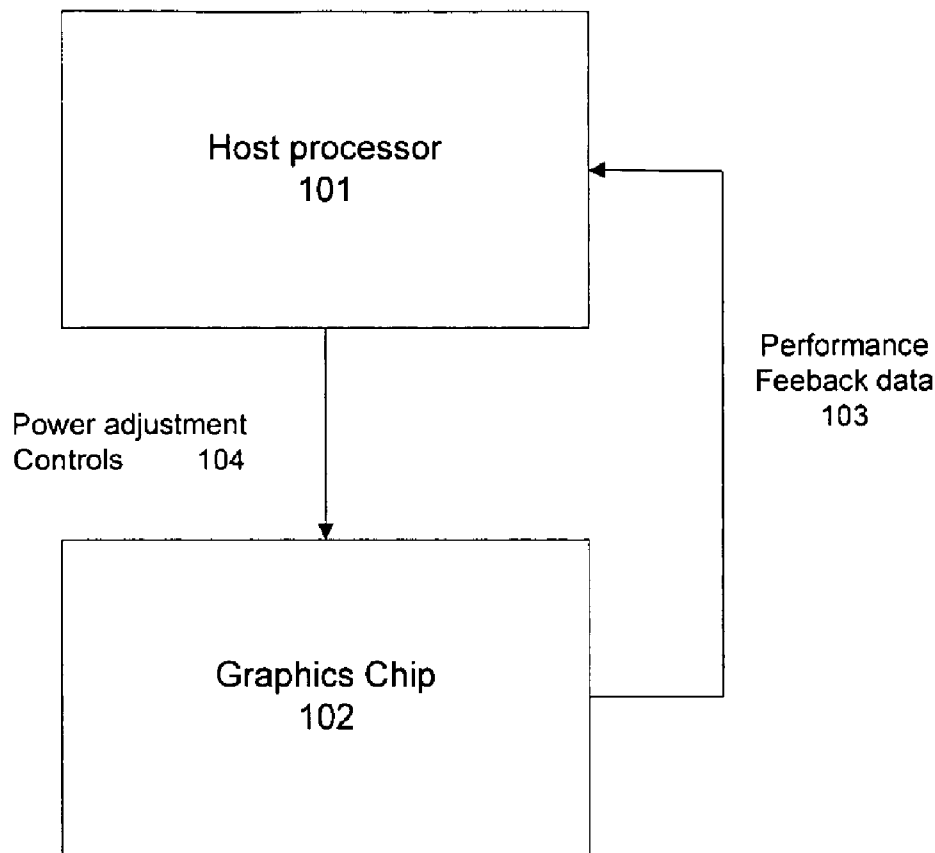 Host processor
101
Performance
Feeback data
103
Power adjustment
Controls 104
Graphics Chip
102